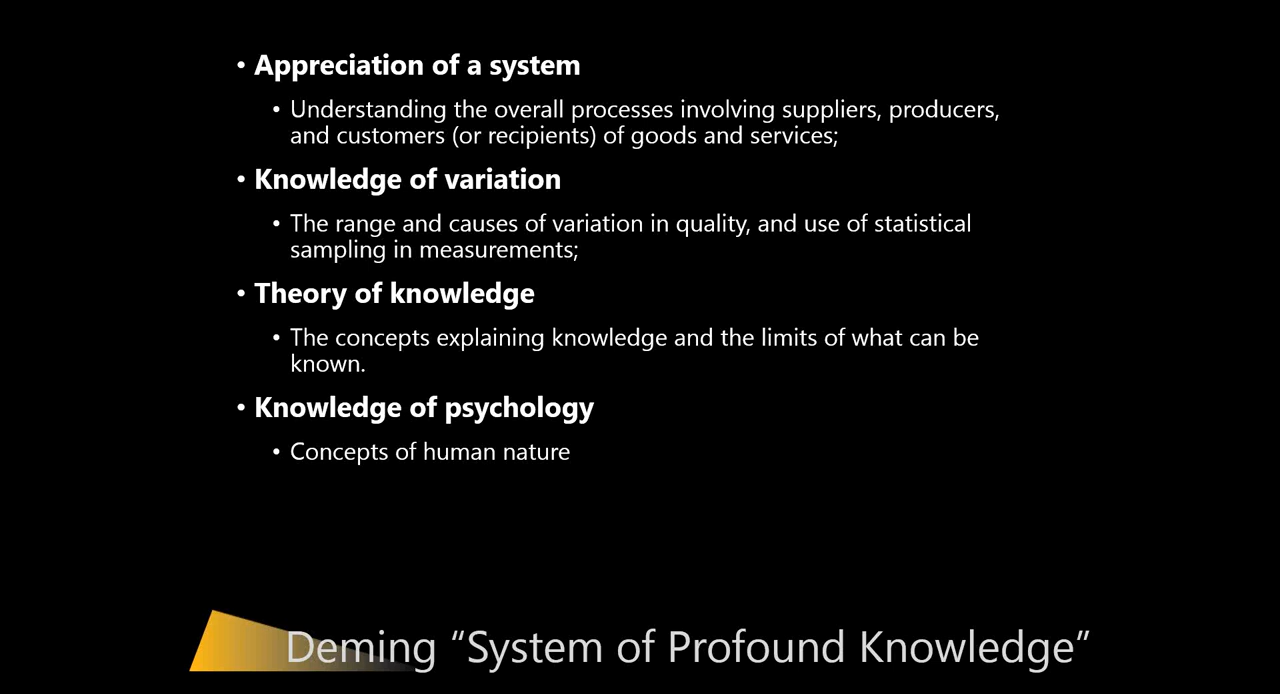 • Appreciation of a system
• Understanding the overall processes involving suppliers, producers,
and customers (or recipients) of goods and services;
• Knowledge of variation
• The range and causes of variation in quality, and use of statistical
sampling in measurements;
• Theory of knowledge
• The concepts explaining knowledge and the limits of what can be
known.
• Knowledge of psychology
• Concepts of human nature
Deming “System of Profound Knowledge”